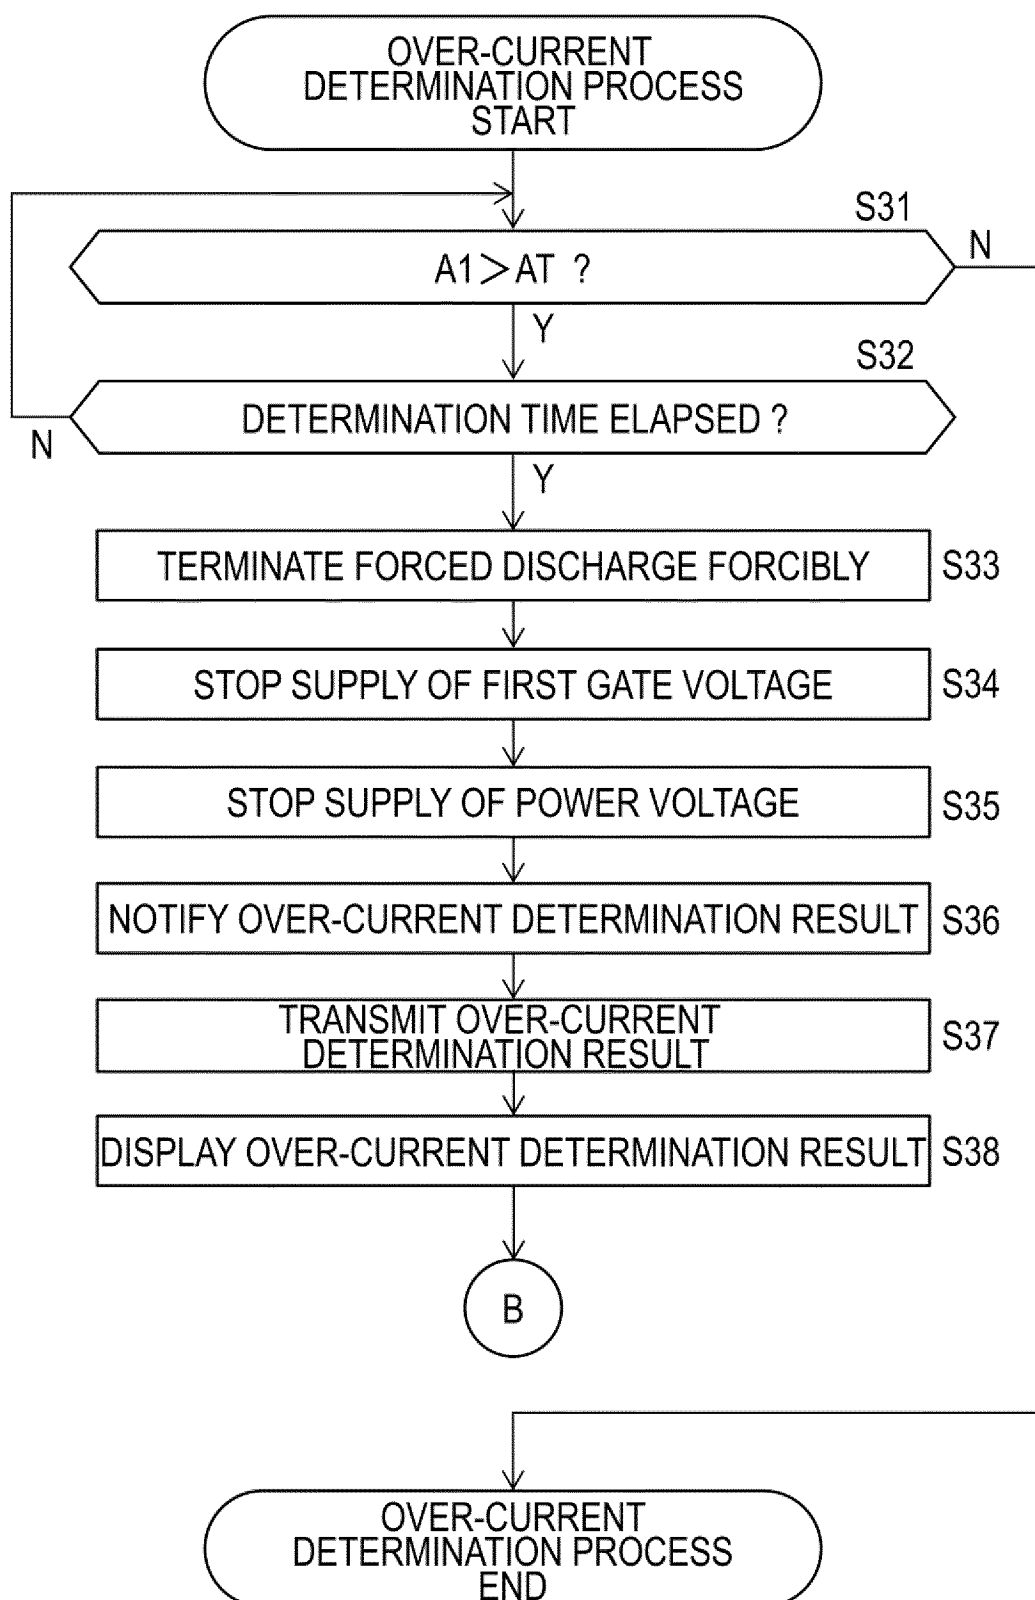 OVER-CURRENT
DETERMINATION PROCESS
START
S31
A1>AT ?
N
Y
S32
DETERMINATION TIME ELAPSED ?
N
Y
TERMINATE FORCED DISCHARGE FORCIBLY
S33
STOP SUPPLY OF FIRST GATE VOLTAGE
S34
STOP SUPPLY OF POWER VOLTAGE
S35
NOTIFY OVER-CURRENT DETERMINATION RESULT
S36
TRANSMIT OVER-CURRENT
DETERMINATION RESULT
S37
DISPLAY OVER-CURRENT DETERMINATION RESULT
S38
B
OVER-CURRENT
DETERMINATION PROCESS
END